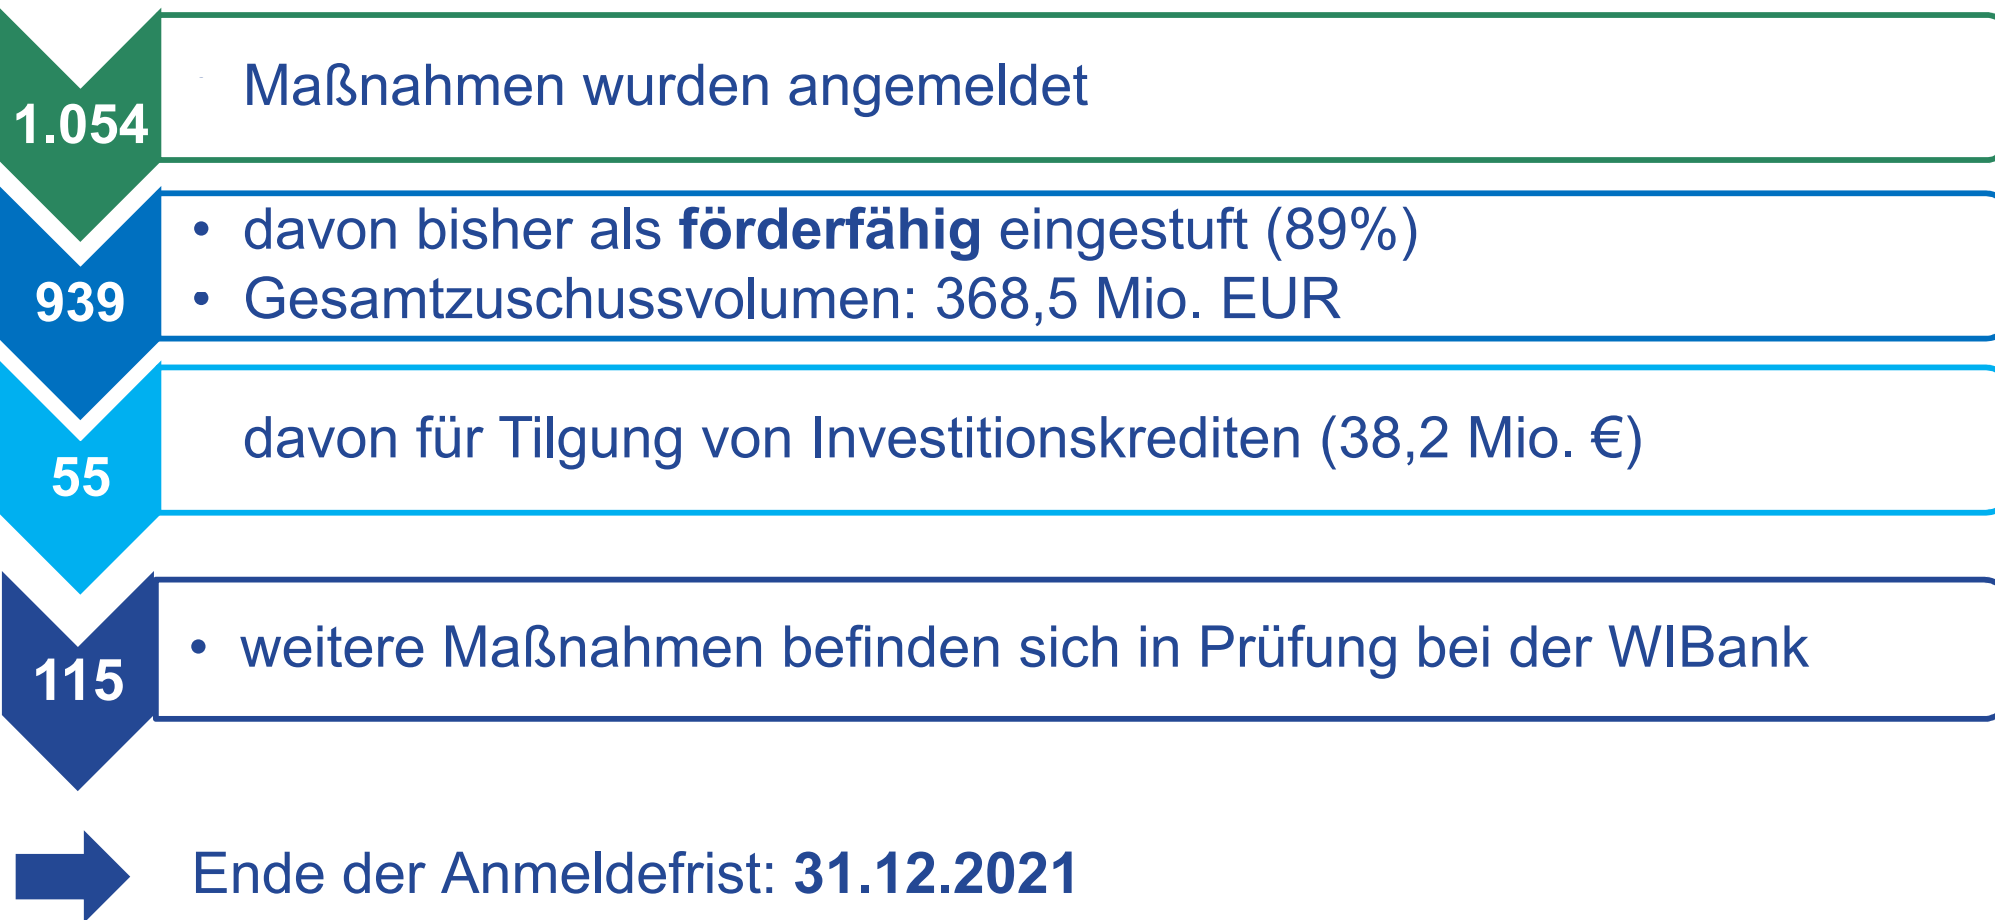 1.054
Maßnahmen wurden angemeldet
939
• davon bisher als förderfähig eingestuft (89%)
• Gesamtzuschussvolumen: 368,5 Mio. EUR
55
davon für Tilgung von Investitionskrediten (38,2 Mio. €)
115
• weitere Maßnahmen befinden sich in Prüfung bei der WIBank
Ende der Anmeldefrist: 31.12.2021